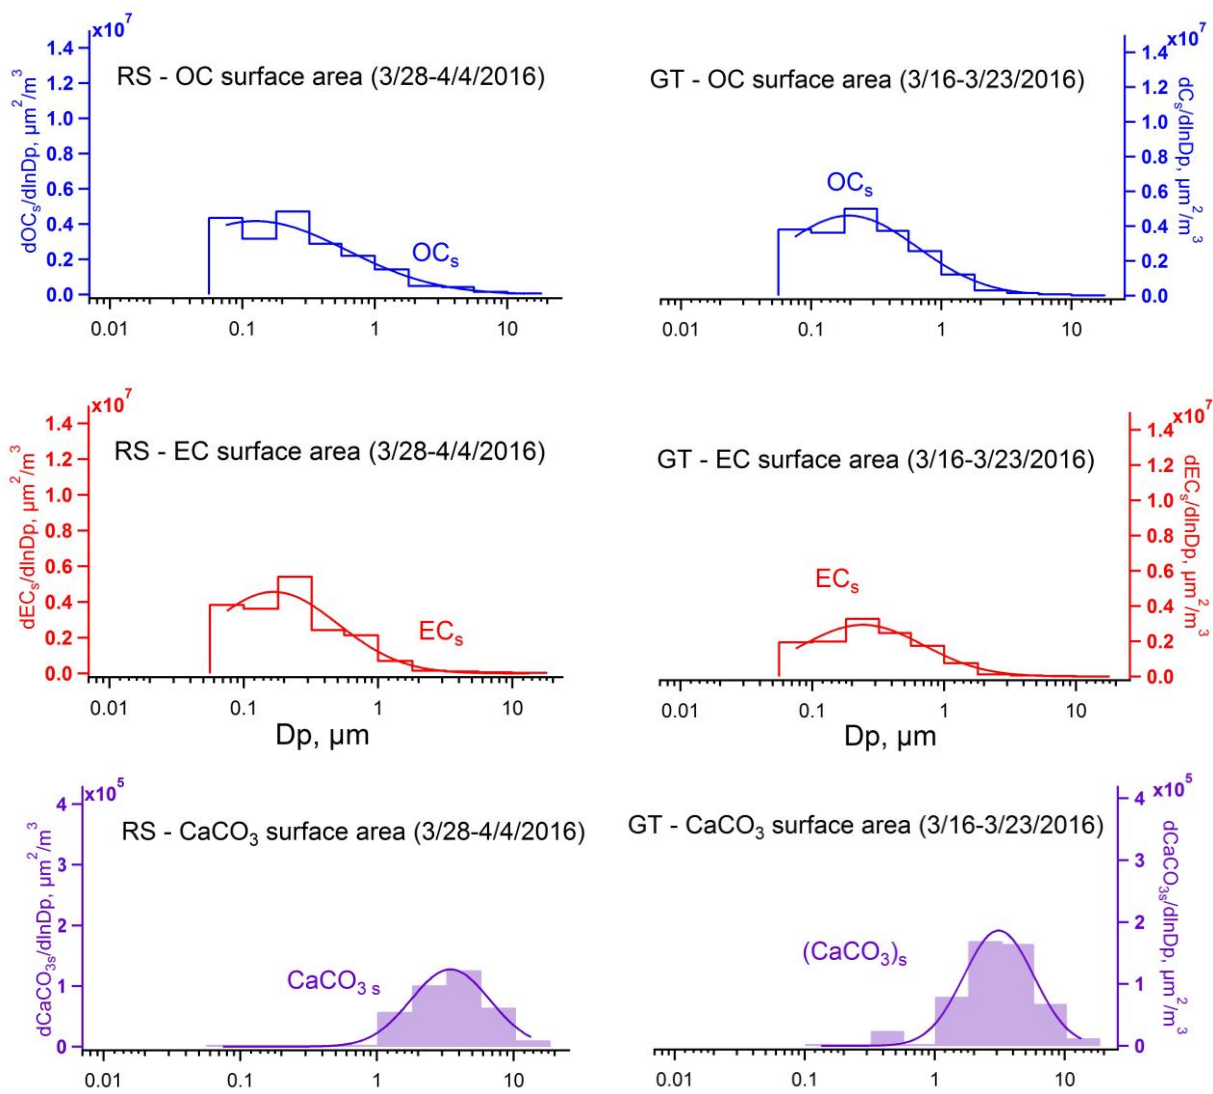 x10⁷
1.4
1.2
1.0
0.8
0.6
0.4
0.2
0.0
dOCₛ/dlnDp, µm²/m³
RS - OC surface area (3/28-4/4/2016)
OCₛ
0.01 0.1 1 10
x10⁷
1.4
1.2
1.0
0.8
0.6
0.4
0.2
0.0
dCₛ/dlnDp, µm²/m³
GT - OC surface area (3/16-3/23/2016)
OCₛ
0.01 0.1 1 10
x10⁷
1.4
1.2
1.0
0.8
0.6
0.4
0.2
0.0
dECₛ/dlnDp, µm²/m³
RS - EC surface area (3/28-4/4/2016)
ECₛ
0.01 0.1 1 10
Dp, µm
x10⁷
1.4
1.2
1.0
0.8
0.6
0.4
0.2
0.0
dECₛ/dlnDp, µm²/m³
GT - EC surface area (3/16-3/23/2016)
ECₛ
0.01 0.1 1 10
Dp, µm
x10⁵
4
3
2
1
0
dCaCO₃ₛ/dlnDp, µm²/m³
RS - CaCO₃ surface area (3/28-4/4/2016)
CaCO₃ ₛ
0.01 0.1 1 10
x10⁵
4
3
2
1
0
dCaCO₃ₛ/dlnDp, µm²/m³
GT - CaCO₃ surface area (3/16-3/23/2016)
(CaCO₃)ₛ
0.01 0.1 1 10